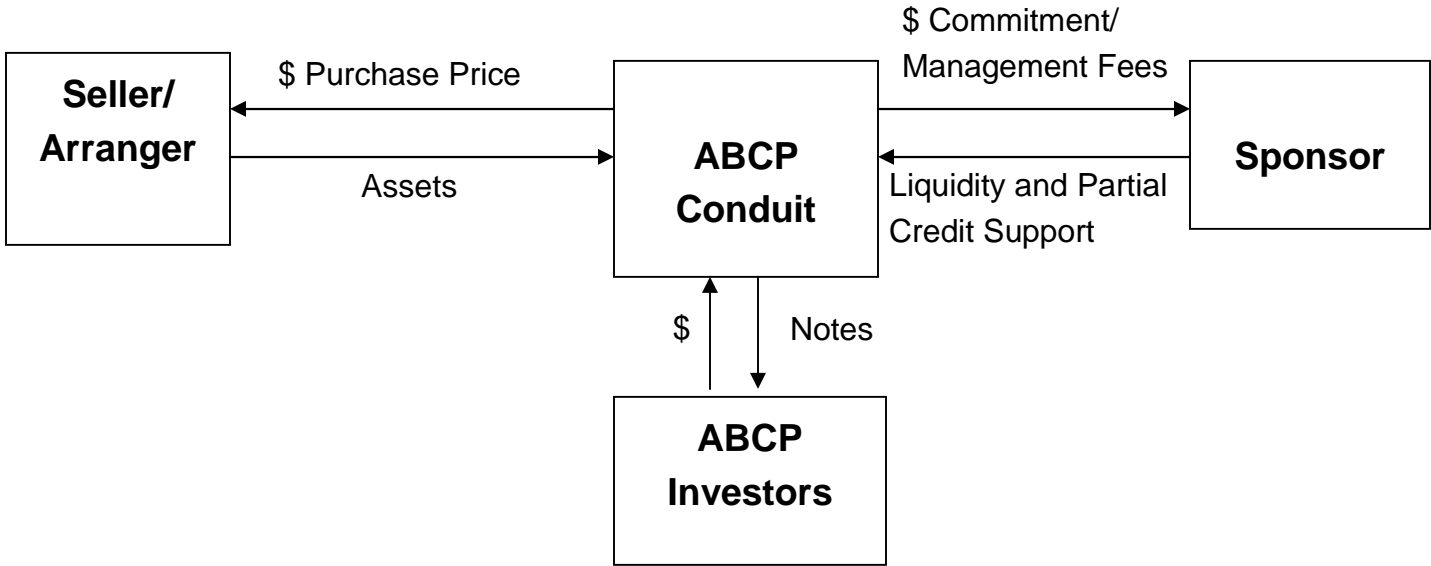 $ Commitment/
Management Fees
Seller/
Arranger
$ Purchase Price
Assets
ABCP
Conduit
Liquidity and Partial
Credit Support
Sponsor
$
Notes
ABCP
Investors